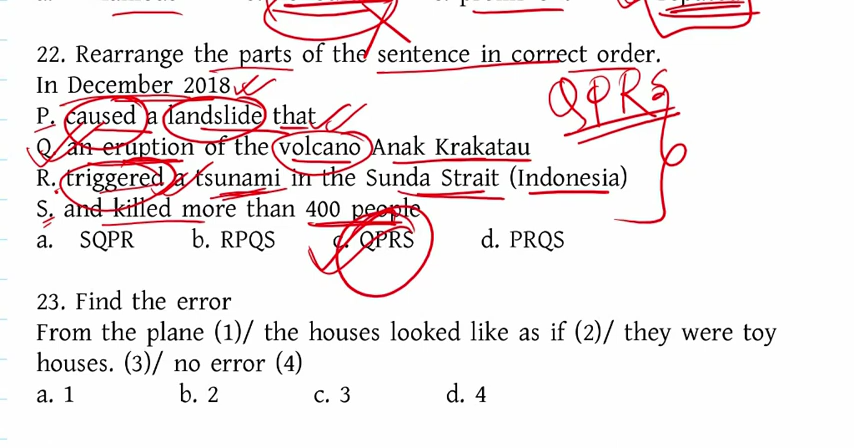 22. Rearrange the parts of the sentence in correct order.
In December 2018
P. caused a landslide that
Q. an eruption of the volcano Anak Krakatau
R. triggered a tsunami in the Sunda Strait (Indonesia)
S. and killed more than 400 people
QPRS
a. SQPR b. RPQS c. QPRS d. PRQS
23. Find the error
From the plane (1)/ the houses looked like as if (2)/ they were toy
houses. (3)/ no error (4)
a. 1 b. 2 c. 3 d. 4